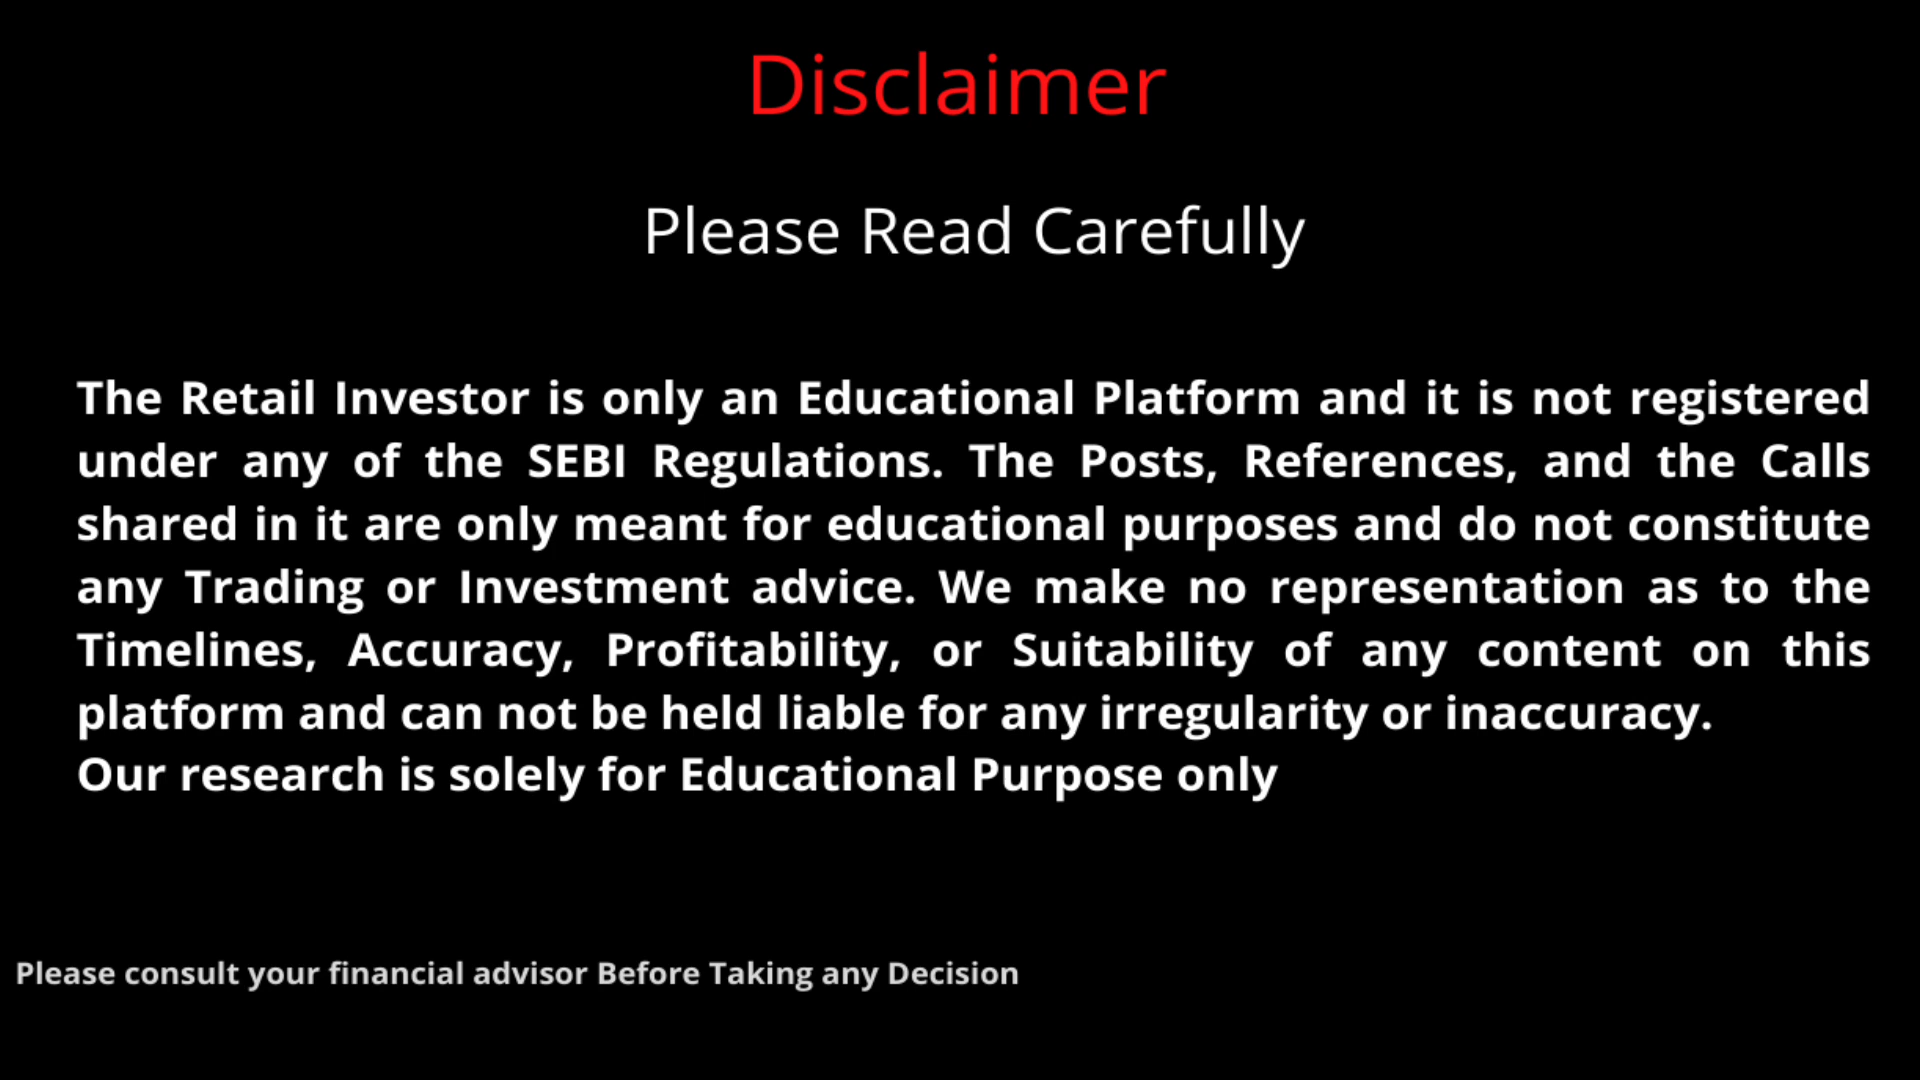 Disclaimer
Please Read Carefully
The Retail Investor is only an Educational Platform and it is not registered
under any of the SEBI Regulations. The Posts, References, and the Calls
shared in it are only meant for educational purposes and do not constitute
any Trading or Investment advice. We make no representation as to the
Timelines, Accuracy, Profitability, or Suitability of any content on this
platform and can not be held liable for any irregularity or inaccuracy.
Our research is solely for Educational Purpose only
Please consult your financial advisor Before Taking any Decision